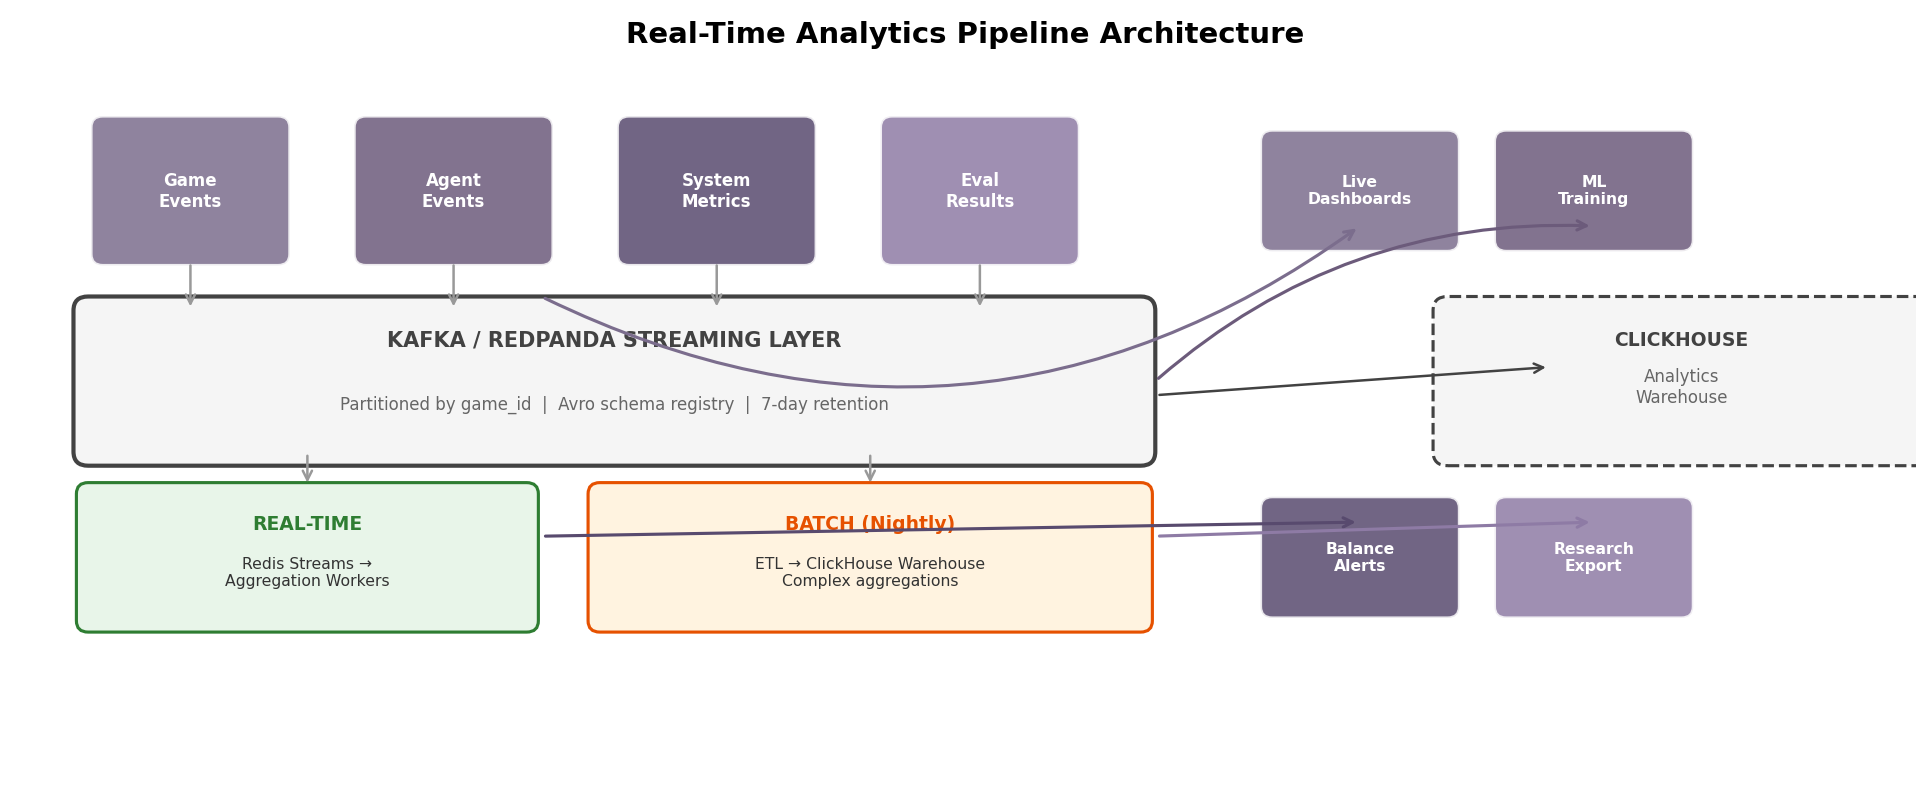 Real-Time Analytics Pipeline Architecture
Game
Events
Agent
Events
System
Metrics
Eval
Results
Live
Dashboards
ML
Training
KAFKA / REDPANDA STREAMING LAYER
Partitioned by game_id | Avro schema registry | 7-day retention
CLICKHOUSE
Analytics
Warehouse
REAL-TIME
Redis Streams →
Aggregation Workers
BATCH (Nightly)
ETL → ClickHouse Warehouse
Complex aggregations
Balance
Alerts
Research
Export